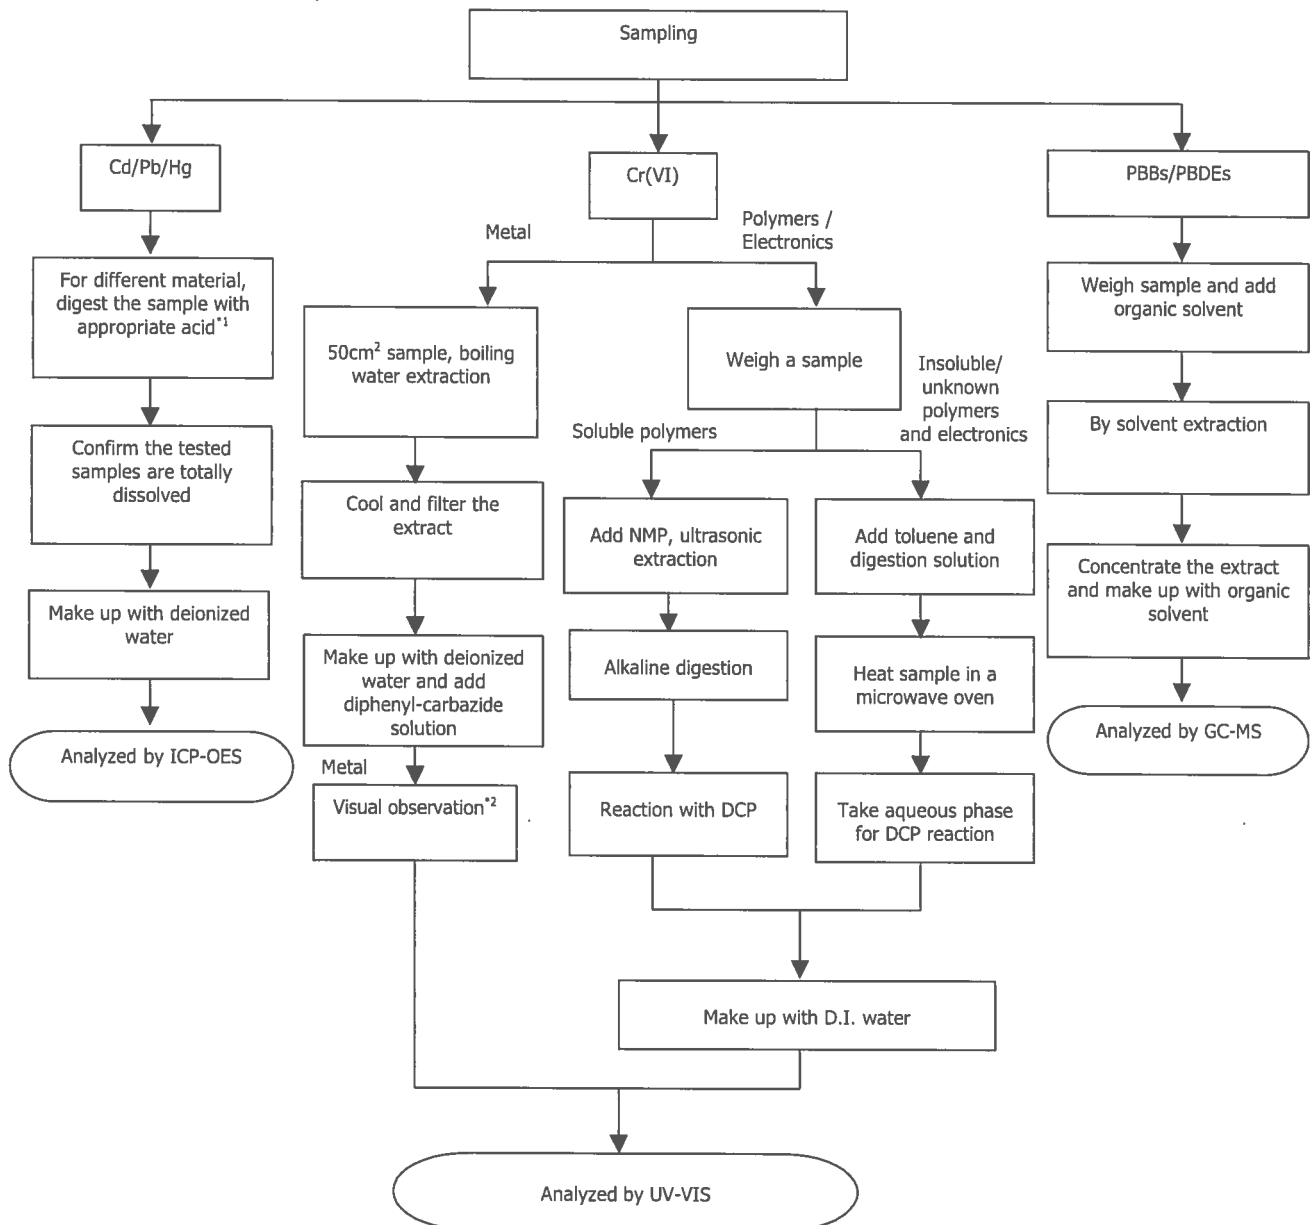 Sampling
Cd/Pb/Hg
Cr(VI)
PBBs/PBDEs
Metal
Polymers /
Electronics
For different material,
digest the sample with
appropriate acid*1
Weigh sample and add
organic solvent
50cm² sample, boiling
water extraction
Weigh a sample
Insoluble/
unknown
polymers
and electronics
Soluble polymers
By solvent extraction
Confirm the tested
samples are totally
dissolved
Cool and filter the
extract
Add NMP, ultrasonic
extraction
Add toluene and
digestion solution
Concentrate the extract
and make up with organic
solvent
Make up with deionized
water
Make up with deionized
water and add
diphenyl-carbazide
solution
Alkaline digestion
Heat sample in a
microwave oven
Analyzed by ICP-OES
Analyzed by GC-MS
Metal
Visual observation*2
Reaction with DCP
Take aqueous phase
for DCP reaction
Make up with D.I. water
Analyzed by UV-VIS